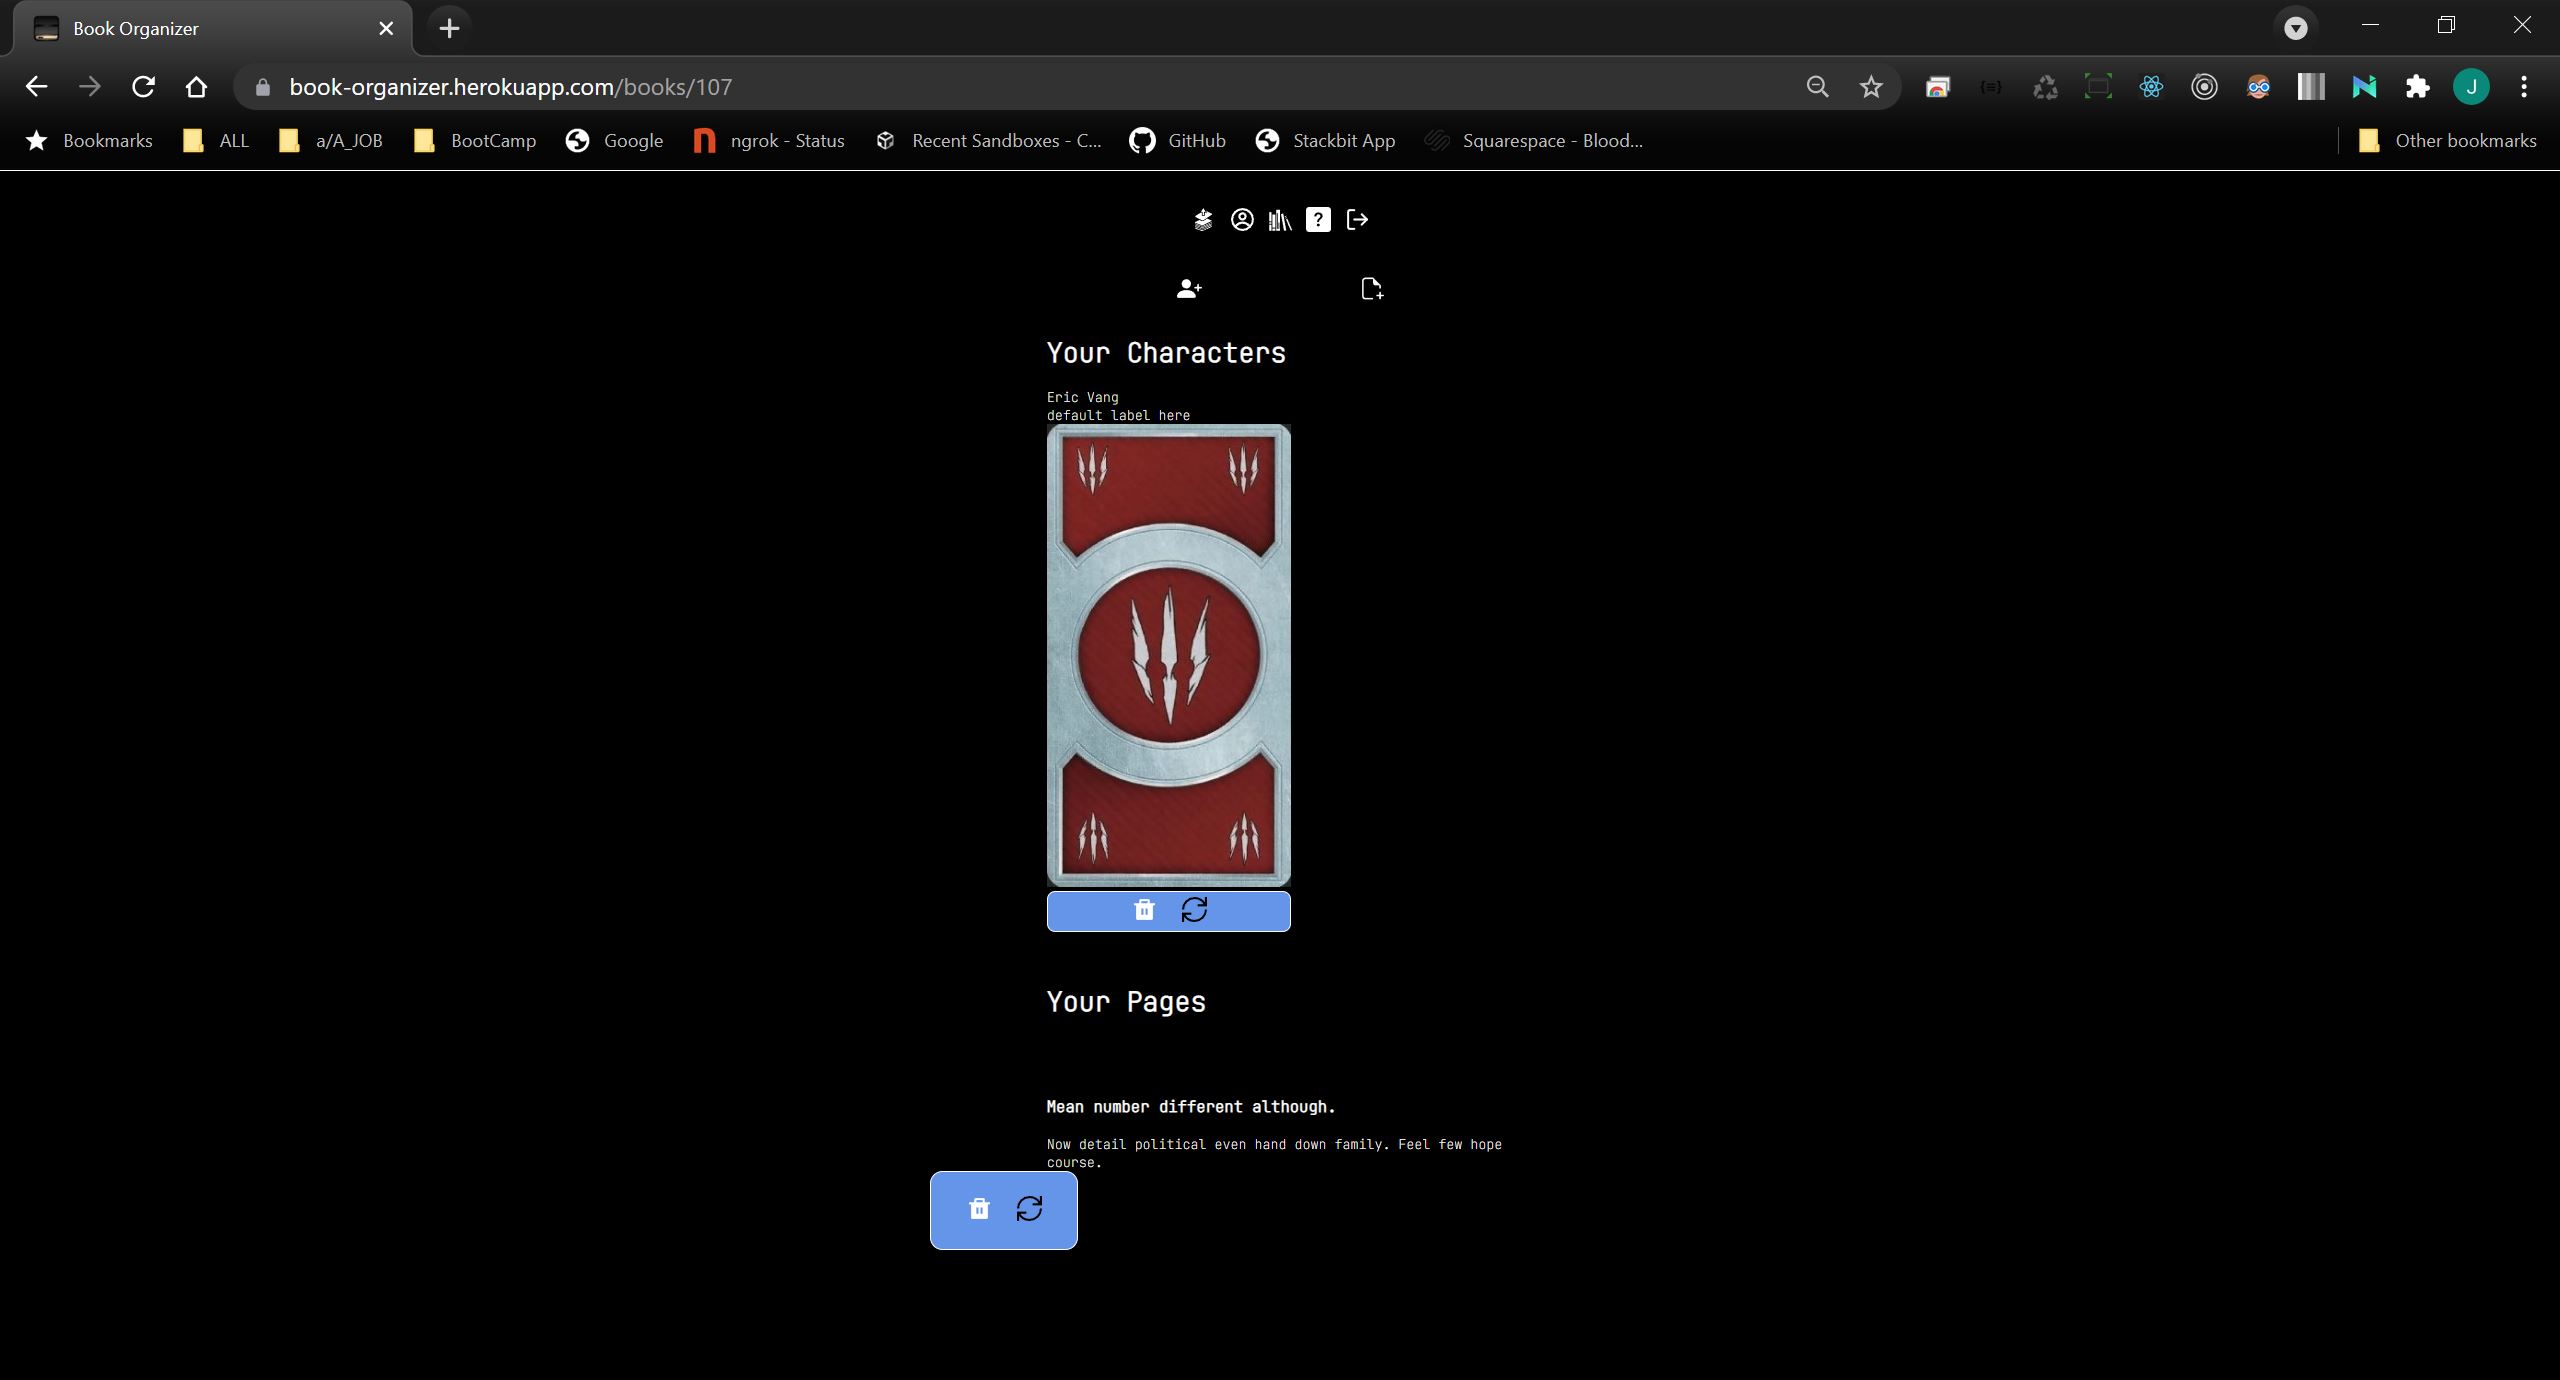 Book Organizer
book-organizer.herokuapp.com/books/107
J
Bookmarks ALL a/A_JOB BootCamp Google ngrok - Status Recent Sandboxes - C... GitHub Stackbit App Squarespace - Blood... Other bookmarks
?
Your Characters
Eric Vang
default label here
Your Pages
Mean number different although.
Now detail political even hand down family. Feel few hope
course.